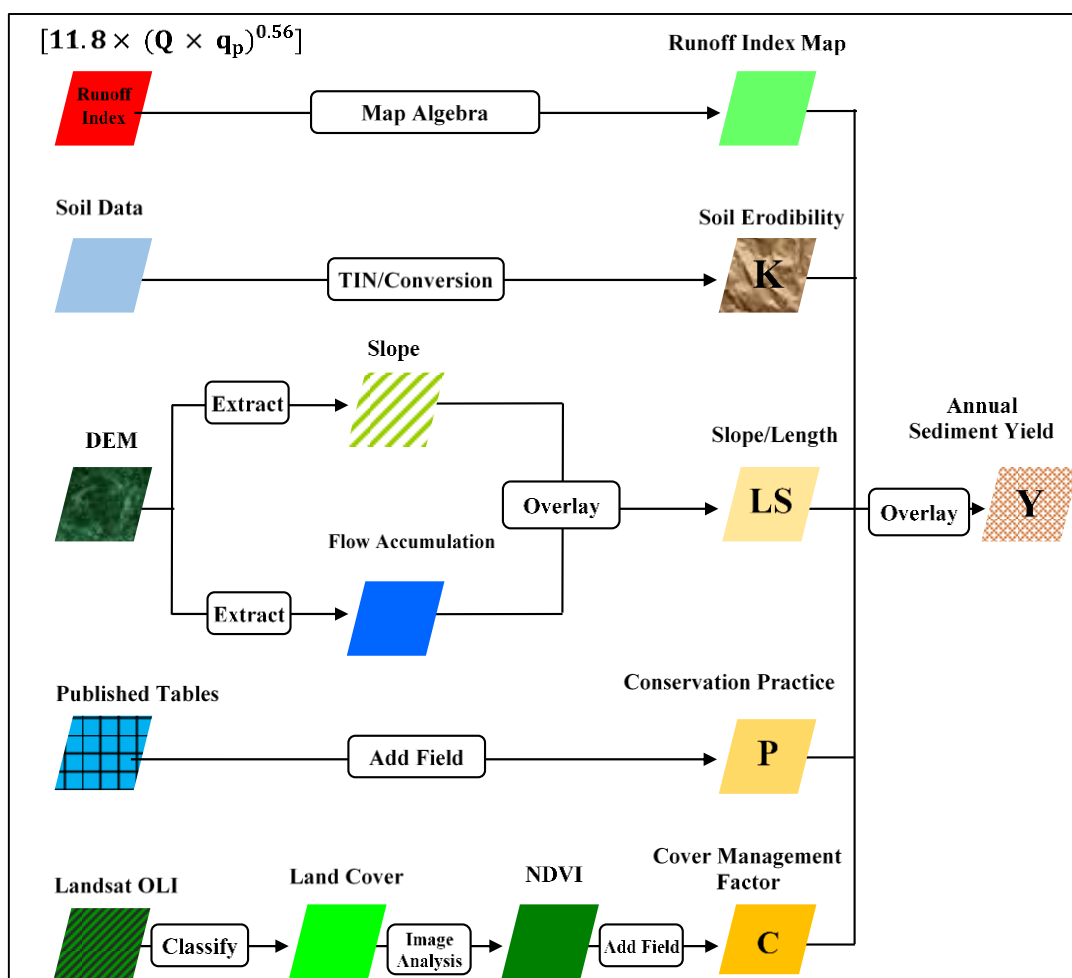 [11.8 × (Q × qp)^0.56]
Runoff Index Map
Runoff
Index
Map Algebra
Soil Data
Soil Erodibility
TIN/Conversion
K
Slope
Extract
DEM
Slope/Length
Annual
Sediment Yield
Overlay
LS
Overlay
Y
Flow Accumulation
Extract
Published Tables
Conservation Practice
Add Field
P
Landsat OLI
Land Cover
NDVI
Cover Management
Factor
Classify
Image
Analysis
Add Field
C